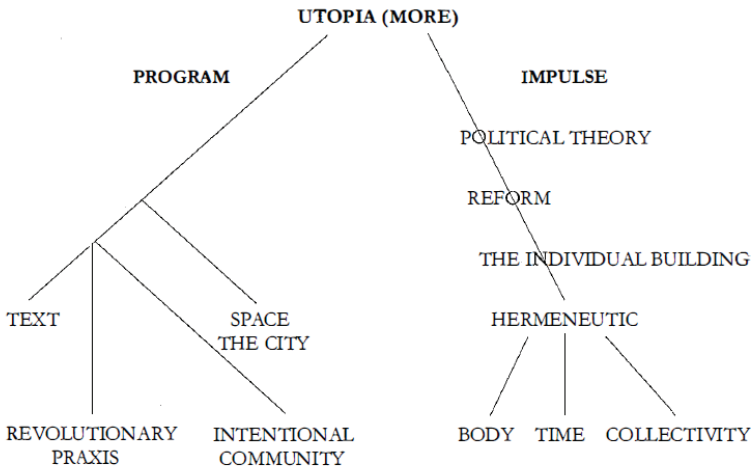 UTOPIA (MORE)
PROGRAM
IMPULSE
POLITICAL THEORY
REFORM
THE INDIVIDUAL BUILDING
TEXT
SPACE
THE CITY
HERMENEUTIC
REVOLUTIONARY
PRAXIS
INTENTIONAL
COMMUNITY
BODY
TIME
COLLECTIVITY